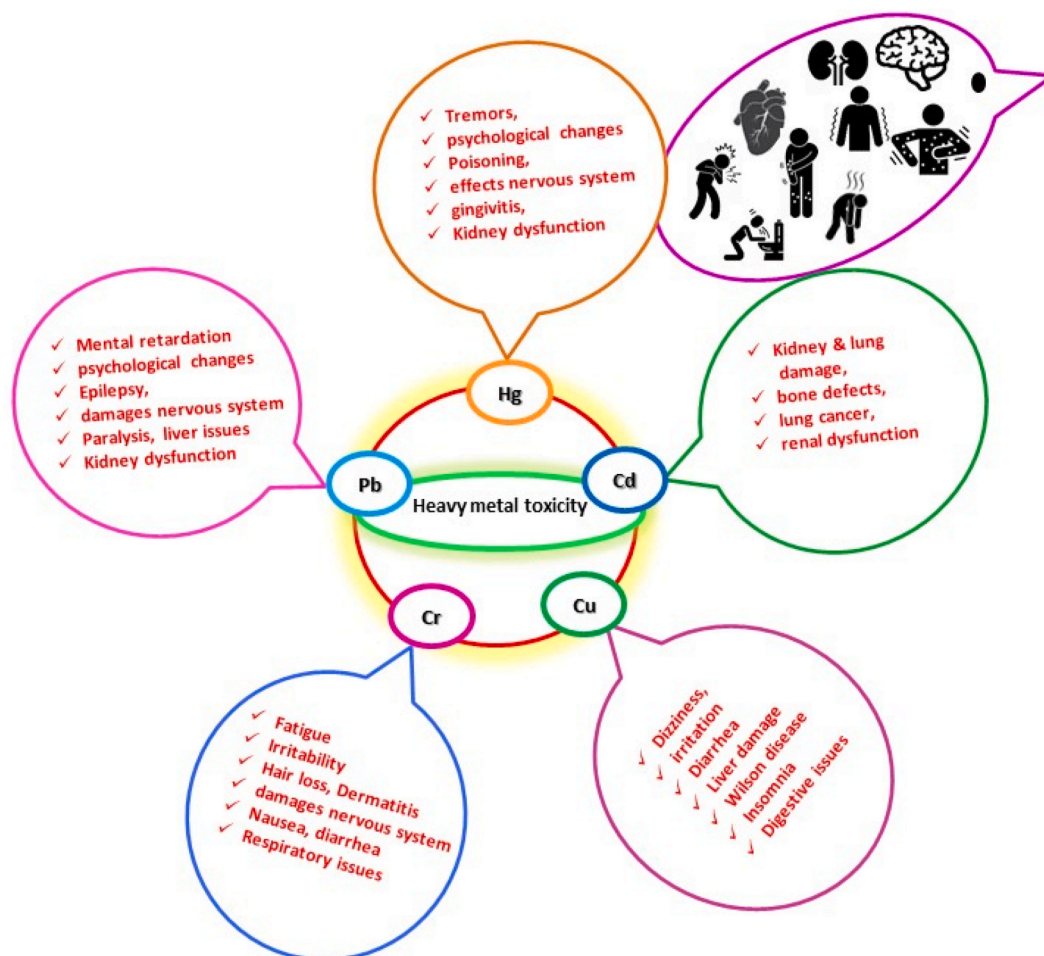 Tremors,
psychological changes
Poisoning,
effects nervous system
gingivitis,
Kidney dysfunction
Mental retardation
psychological changes
Epilepsy,
damages nervous system
Paralysis, liver issues
Kidney dysfunction
Kidney & lung
damage,
bone defects,
lung cancer,
renal dysfunction
Hg
Pb
Cd
Heavy metal toxicity
Cr
Cu
Fatigue
Irritability
Hair loss, Dermatitis
damages nervous system
Nausea, diarrhea
Respiratory issues
Dizziness,
irritation
Diarrhea
Liver damage
Wilson disease
Insomnia
Digestive issues